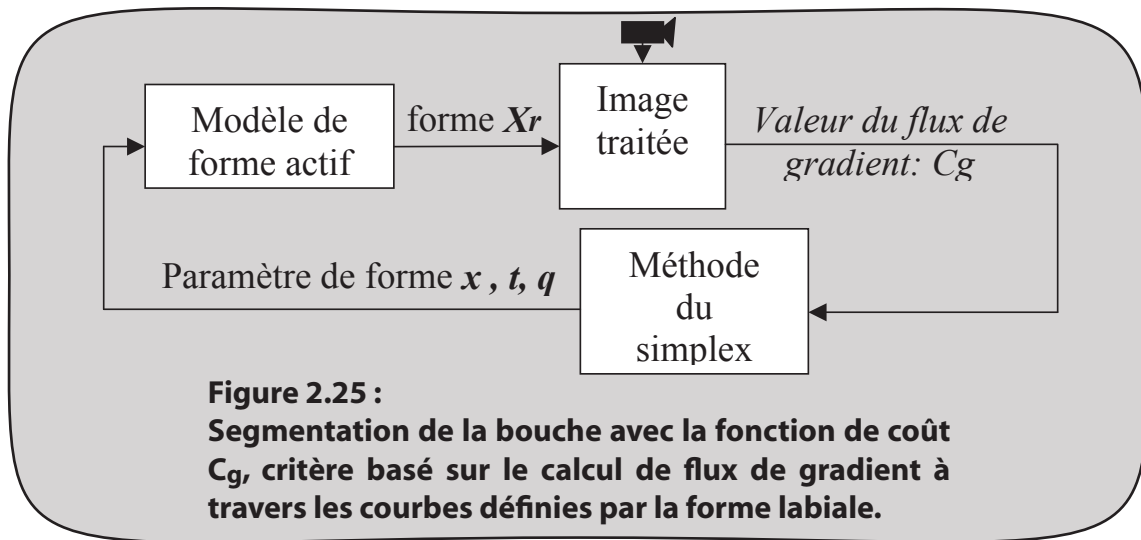 Modèle de
forme actif
forme Xr
Image
traitée
Valeur du flux de
gradient: Cg
Paramètre de forme x , t, q
Méthode
du
simplex
Figure 2.25 :
Segmentation de la bouche avec la fonction de coût
Cg, critère basé sur le calcul de flux de gradient à
travers les courbes définies par la forme labiale.